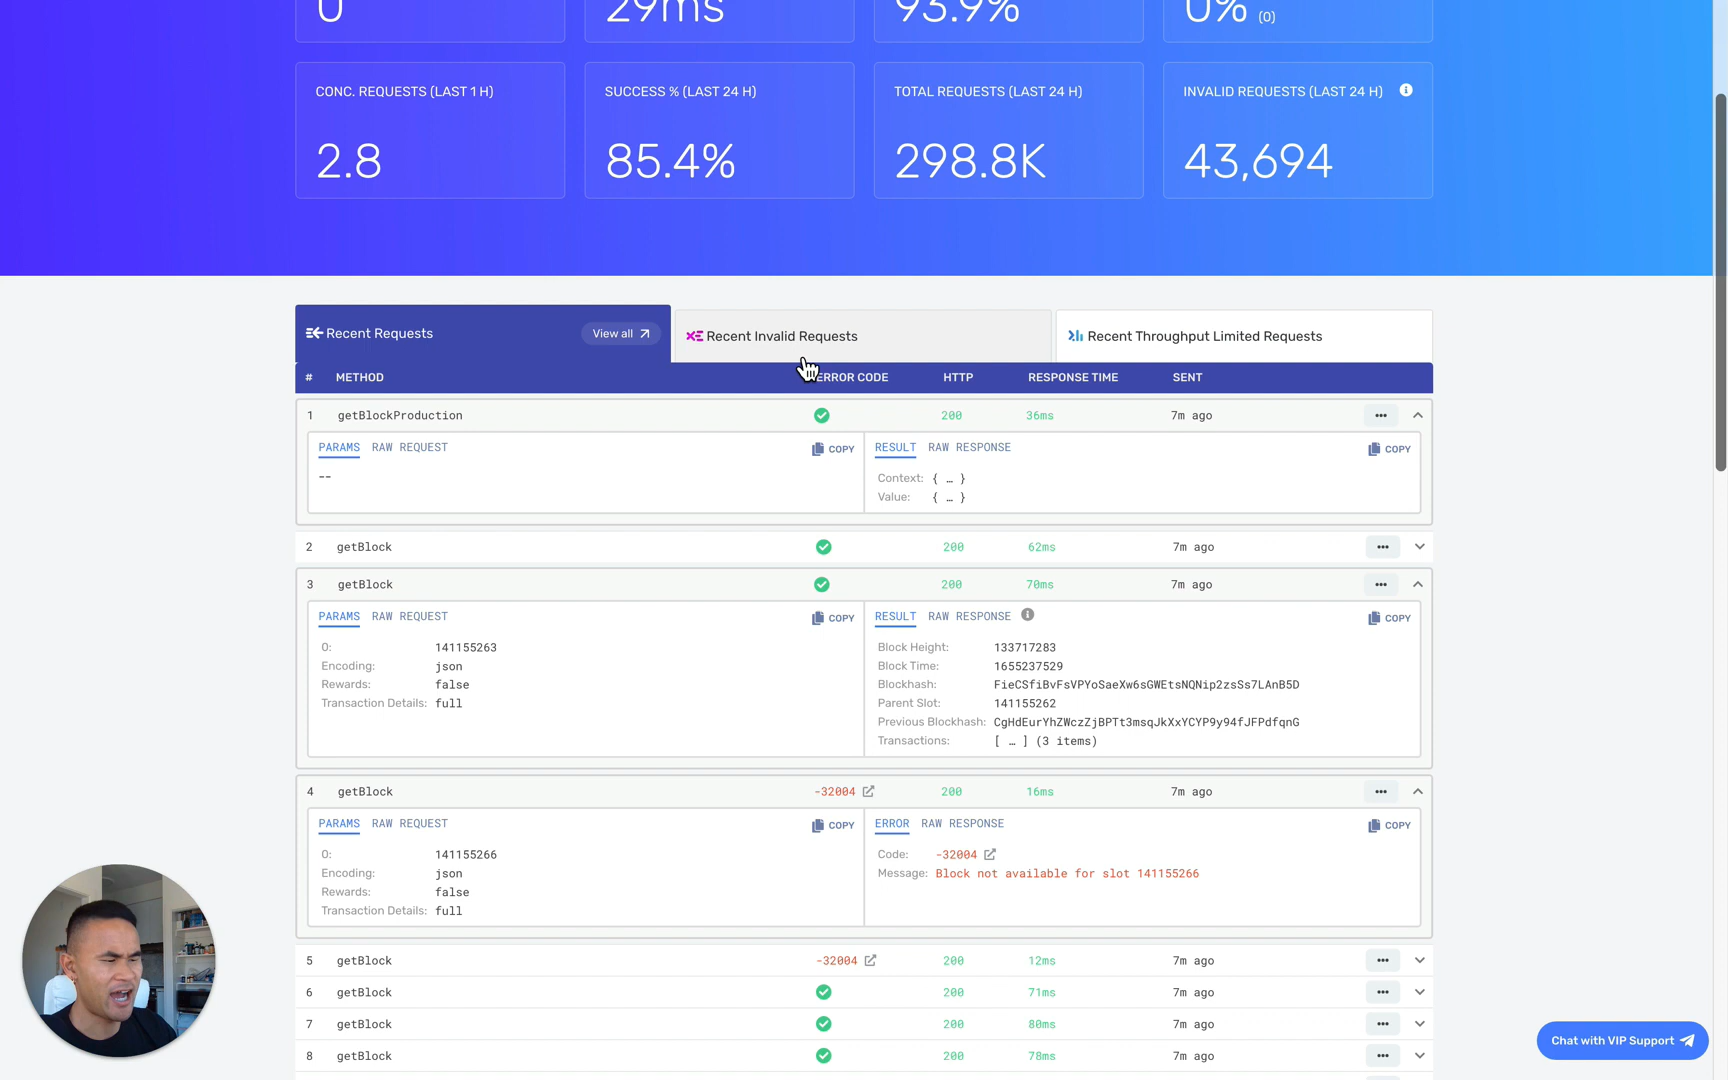 0
29ms
93.9%
0% (0)
CONC. REQUESTS (LAST 1 H)
SUCCESS % (LAST 24 H)
TOTAL REQUESTS (LAST 24 H)
INVALID REQUESTS (LAST 24 H)
2.8
85.4%
298.8K
43,694
Recent Requests
View all
Recent Invalid Requests
Recent Throughput Limited Requests
# METHOD ERROR CODE HTTP RESPONSE TIME SENT
1 getBlockProduction 200 36ms 7m ago
PARAMS RAW REQUEST COPY
--
RESULT RAW RESPONSE COPY
Context: { … }
Value: { … }
2 getBlock 200 62ms 7m ago
3 getBlock 200 70ms 7m ago
PARAMS RAW REQUEST COPY
0: 141155263
Encoding: json
Rewards: false
Transaction Details: full
RESULT RAW RESPONSE COPY
Block Height: 133717283
Block Time: 1655237529
Blockhash: FieCSfiBvFsVPYoSaeXw6sGWEtsNQNip2zsSs7LAnB5D
Parent Slot: 141155262
Previous Blockhash: CgHdEurYhZWczZjBPTt3msqJkXxYCYP9y94fJFPdfqnG
Transactions: [ … ] (3 items)
4 getBlock -32004 200 16ms 7m ago
PARAMS RAW REQUEST COPY
0: 141155266
Encoding: json
Rewards: false
Transaction Details: full
ERROR RAW RESPONSE COPY
Code: -32004
Message: Block not available for slot 141155266
5 getBlock -32004 200 12ms 7m ago
6 getBlock 200 71ms 7m ago
7 getBlock 200 80ms 7m ago
8 getBlock 200 78ms 7m ago
Chat with VIP Support